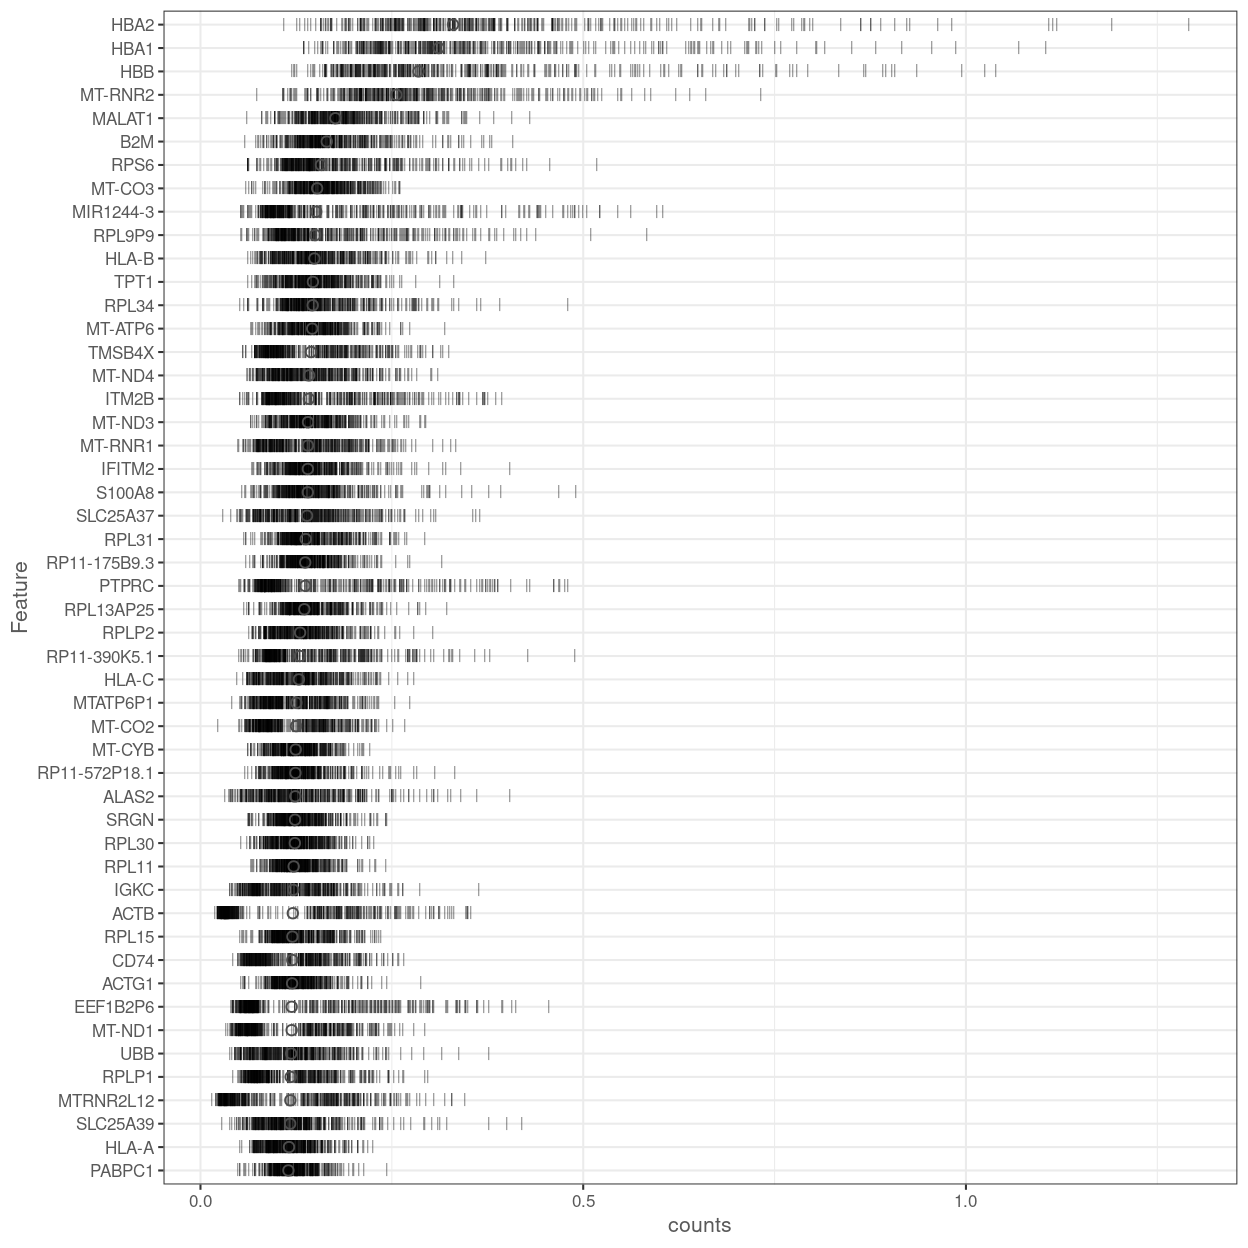 HBA2
HBA1
HBB
MT-RNR2
MALAT1
B2M
RPS6
MT-CO3
MIR1244-3
RPL9P9
HLA-B
TPT1
RPL34
MT-ATP6
TMSB4X
MT-ND4
ITM2B
MT-ND3
MT-RNR1
IFITM2
S100A8
SLC25A37
RPL31
RP11-175B9.3
PTPRC
RPL13AP25
RPLP2
RP11-390K5.1
HLA-C
MTATP6P1
MT-CO2
MT-CYB
RP11-572P18.1
ALAS2
SRGN
RPL30
RPL11
IGKC
ACTB
RPL15
CD74
ACTG1
EEF1B2P6
MT-ND1
UBB
RPLP1
MTRNR2L12
SLC25A39
HLA-A
PABPC1
Feature
0.0 0.5 1.0
counts